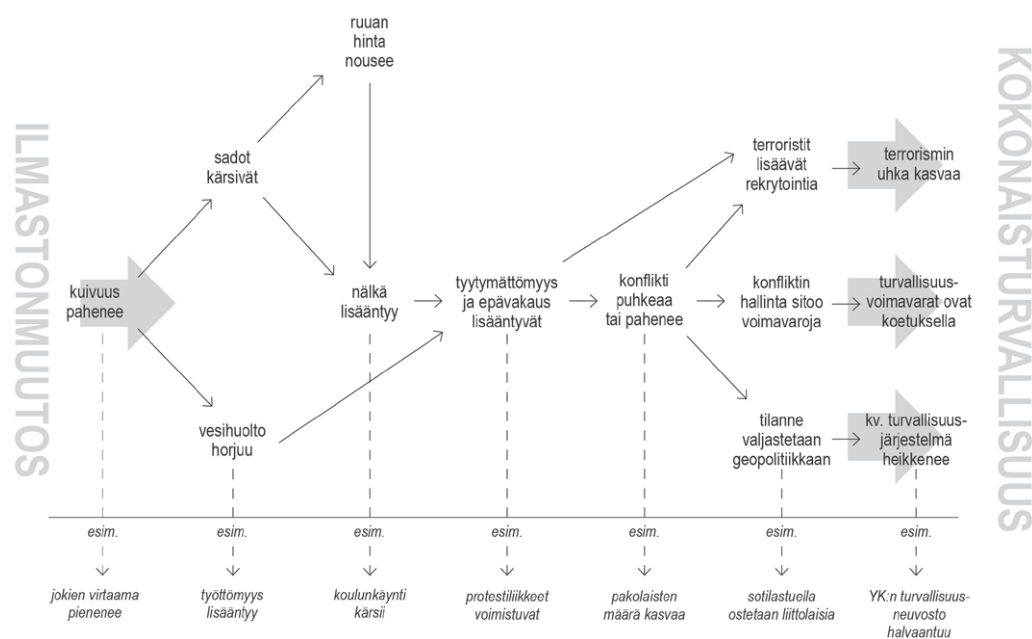 ILMASTONMUUTOS
kuivuus
pahenee
sadot
kärsivät
vesihuolto
horjuu
ruuan
hinta
nousee
nälkä
lisääntyy
tyytymättömyys
ja epävakaus
lisääntyvät
konflikti
puhkeaa
tai pahenee
terroristit
lisäävät
rekrytointia
konfliktin
hallinta sitoo
voimavaroja
tilanne
valjastetaan
geopolitiikkaan
terrorismin
uhka kasvaa
turvallisuus-
voimavarat ovat
koetuksella
kv. turvallisuus-
järjestelmä
heikkenee
KOKONAISTURVALLISUUS
esim.
esim.
esim.
esim.
esim.
esim.
esim.
jokien virtaama
pienenee
työttömyys
lisääntyy
koulunkäynti
kärsii
protestiliikkeet
voimistuvat
pakolaisten
määrä kasvaa
sotilastuella
ostetaan liittolaisia
YK:n turvallisuus-
neuvosto
halvaantuu